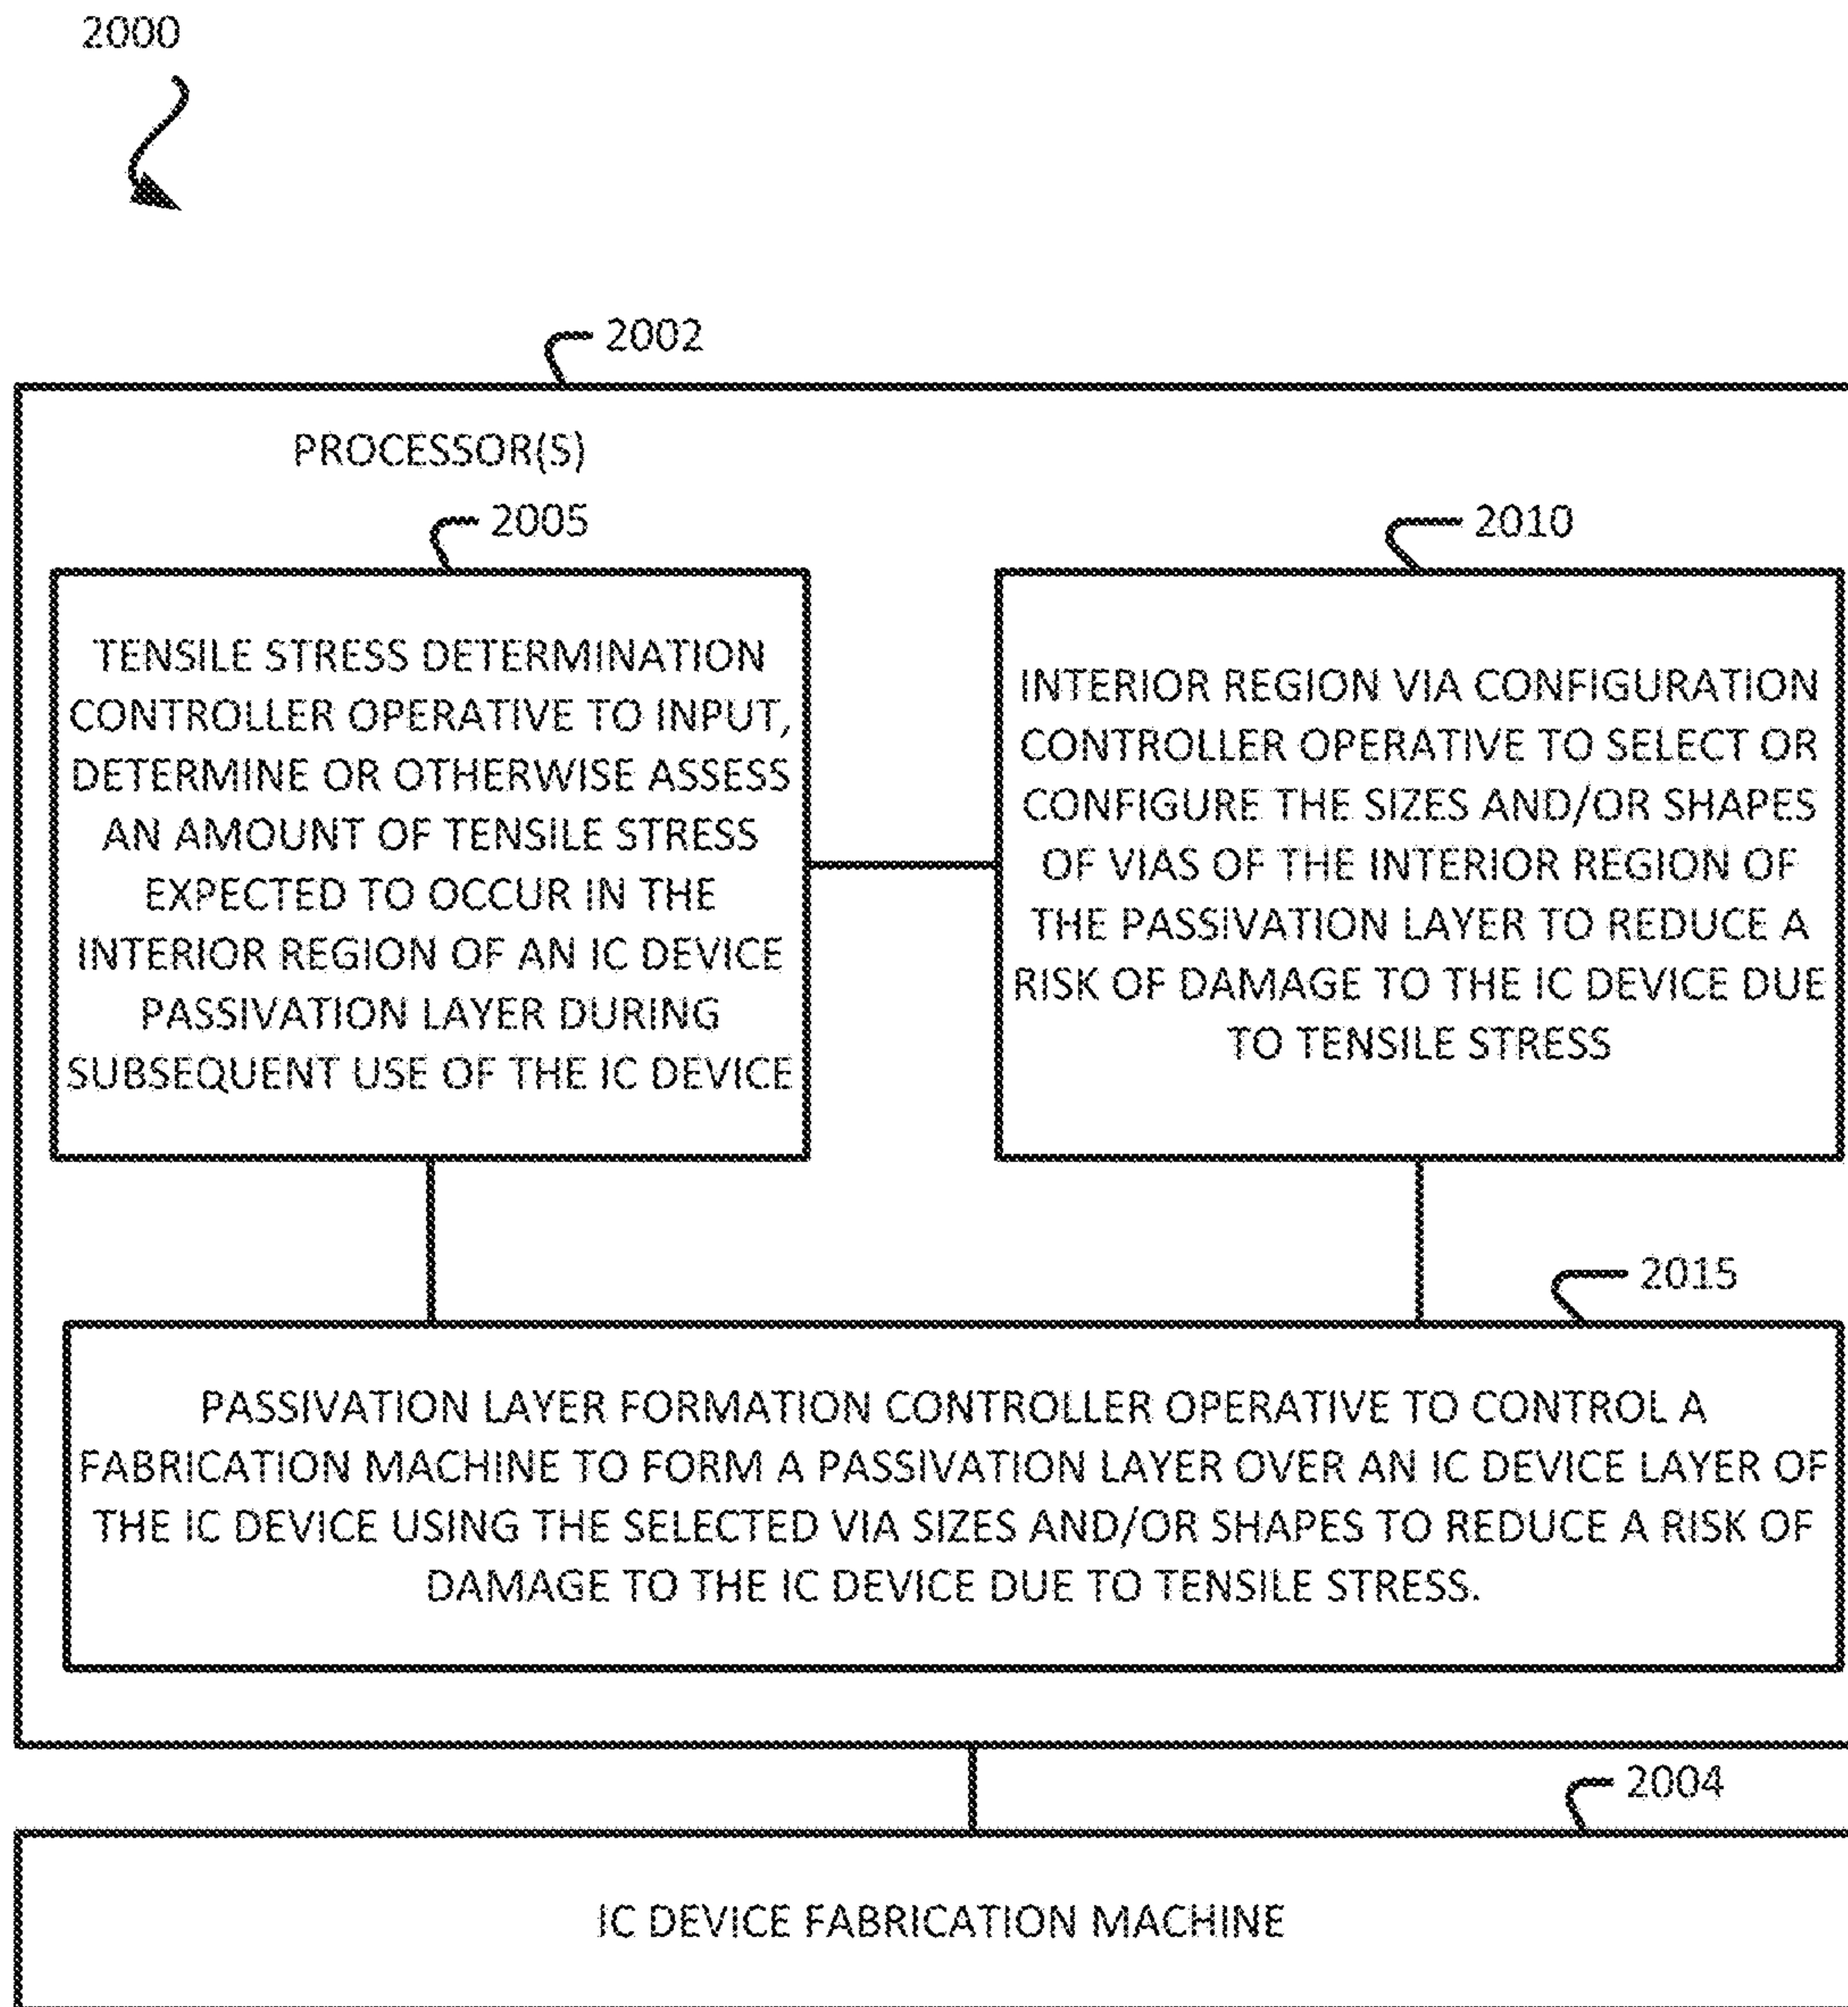 2000
2002
PROCESSOR(S)
2005
2010
TENSILE STRESS DETERMINATION
CONTROLLER OPERATIVE TO INPUT,
DETERMINE OR OTHERWISE ASSESS
AN AMOUNT OF TENSILE STRESS
EXPECTED TO OCCUR IN THE
INTERIOR REGION OF AN IC DEVICE
PASSIVATION LAYER DURING
SUBSEQUENT USE OF THE IC DEVICE
INTERIOR REGION VIA CONFIGURATION
CONTROLLER OPERATIVE TO SELECT OR
CONFIGURE THE SIZES AND/OR SHAPES
OF VIAS OF THE INTERIOR REGION OF
THE PASSIVATION LAYER TO REDUCE A
RISK OF DAMAGE TO THE IC DEVICE DUE
TO TENSILE STRESS
2015
PASSIVATION LAYER FORMATION CONTROLLER OPERATIVE TO CONTROL A
FABRICATION MACHINE TO FORM A PASSIVATION LAYER OVER AN IC DEVICE LAYER OF
THE IC DEVICE USING THE SELECTED VIA SIZES AND/OR SHAPES TO REDUCE A RISK OF
DAMAGE TO THE IC DEVICE DUE TO TENSILE STRESS.
2004
IC DEVICE FABRICATION MACHINE